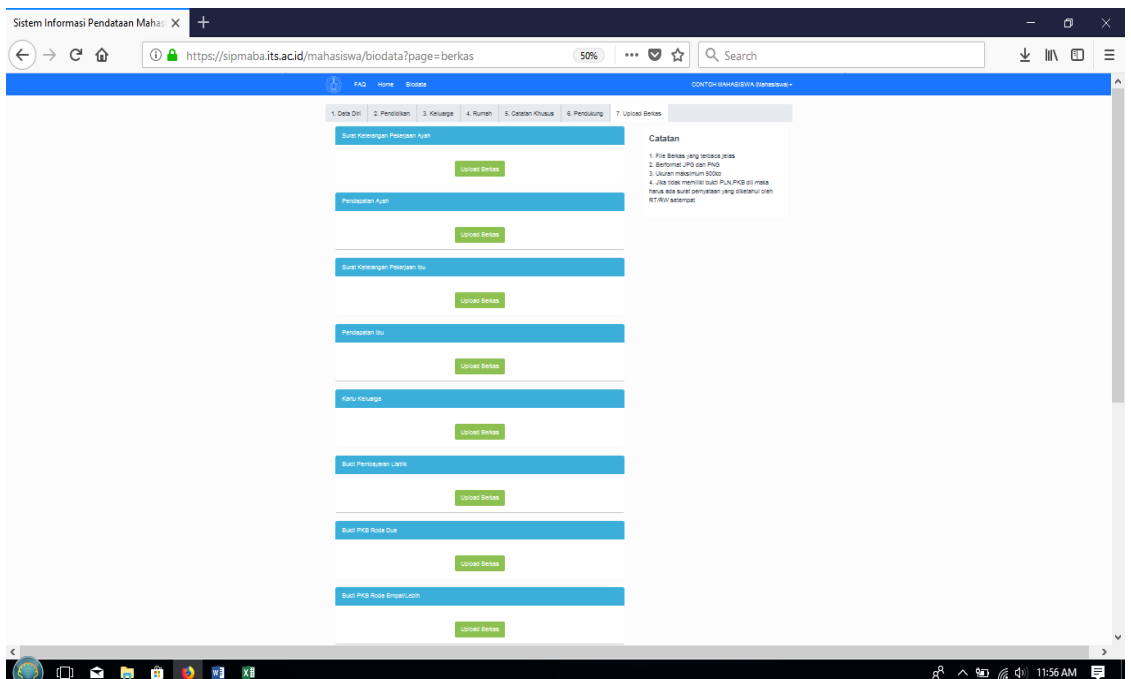 Sistem Informasi Pendataan Mahas
https://sipmaba.its.ac.id/mahasiswa/biodata?page=berkas
50%
Search
FAQ Home Biodata
CONTOH MAHASISWA (Mahasiswa)
1. Data Diri 2. Pendidikan 3. Keluarga 4. Rumah 5. Catatan Khusus 6. Pendukung 7. Upload Berkas
Surat Keterangan Pekerjaan Ayah
Upload Berkas
Pendapatan Ayah
Upload Berkas
Surat Keterangan Pekerjaan Ibu
Upload Berkas
Pendapatan Ibu
Upload Berkas
Kartu Keluarga
Upload Berkas
Bukti Pembayaran Listrik
Upload Berkas
Bukti PKB Roda Dua
Upload Berkas
Bukti PKB Roda Empat/Lebih
Upload Berkas
Catatan
1. File Berkas yang terbaca jelas
2. Berformat JPG dan PNG
3. Ukuran maksimum 500kb
4. Jika tidak memiliki bukti PLN,PKB dll maka
harus ada surat pernyataan yang diketahui oleh
RT/RW setempat
11:56 AM